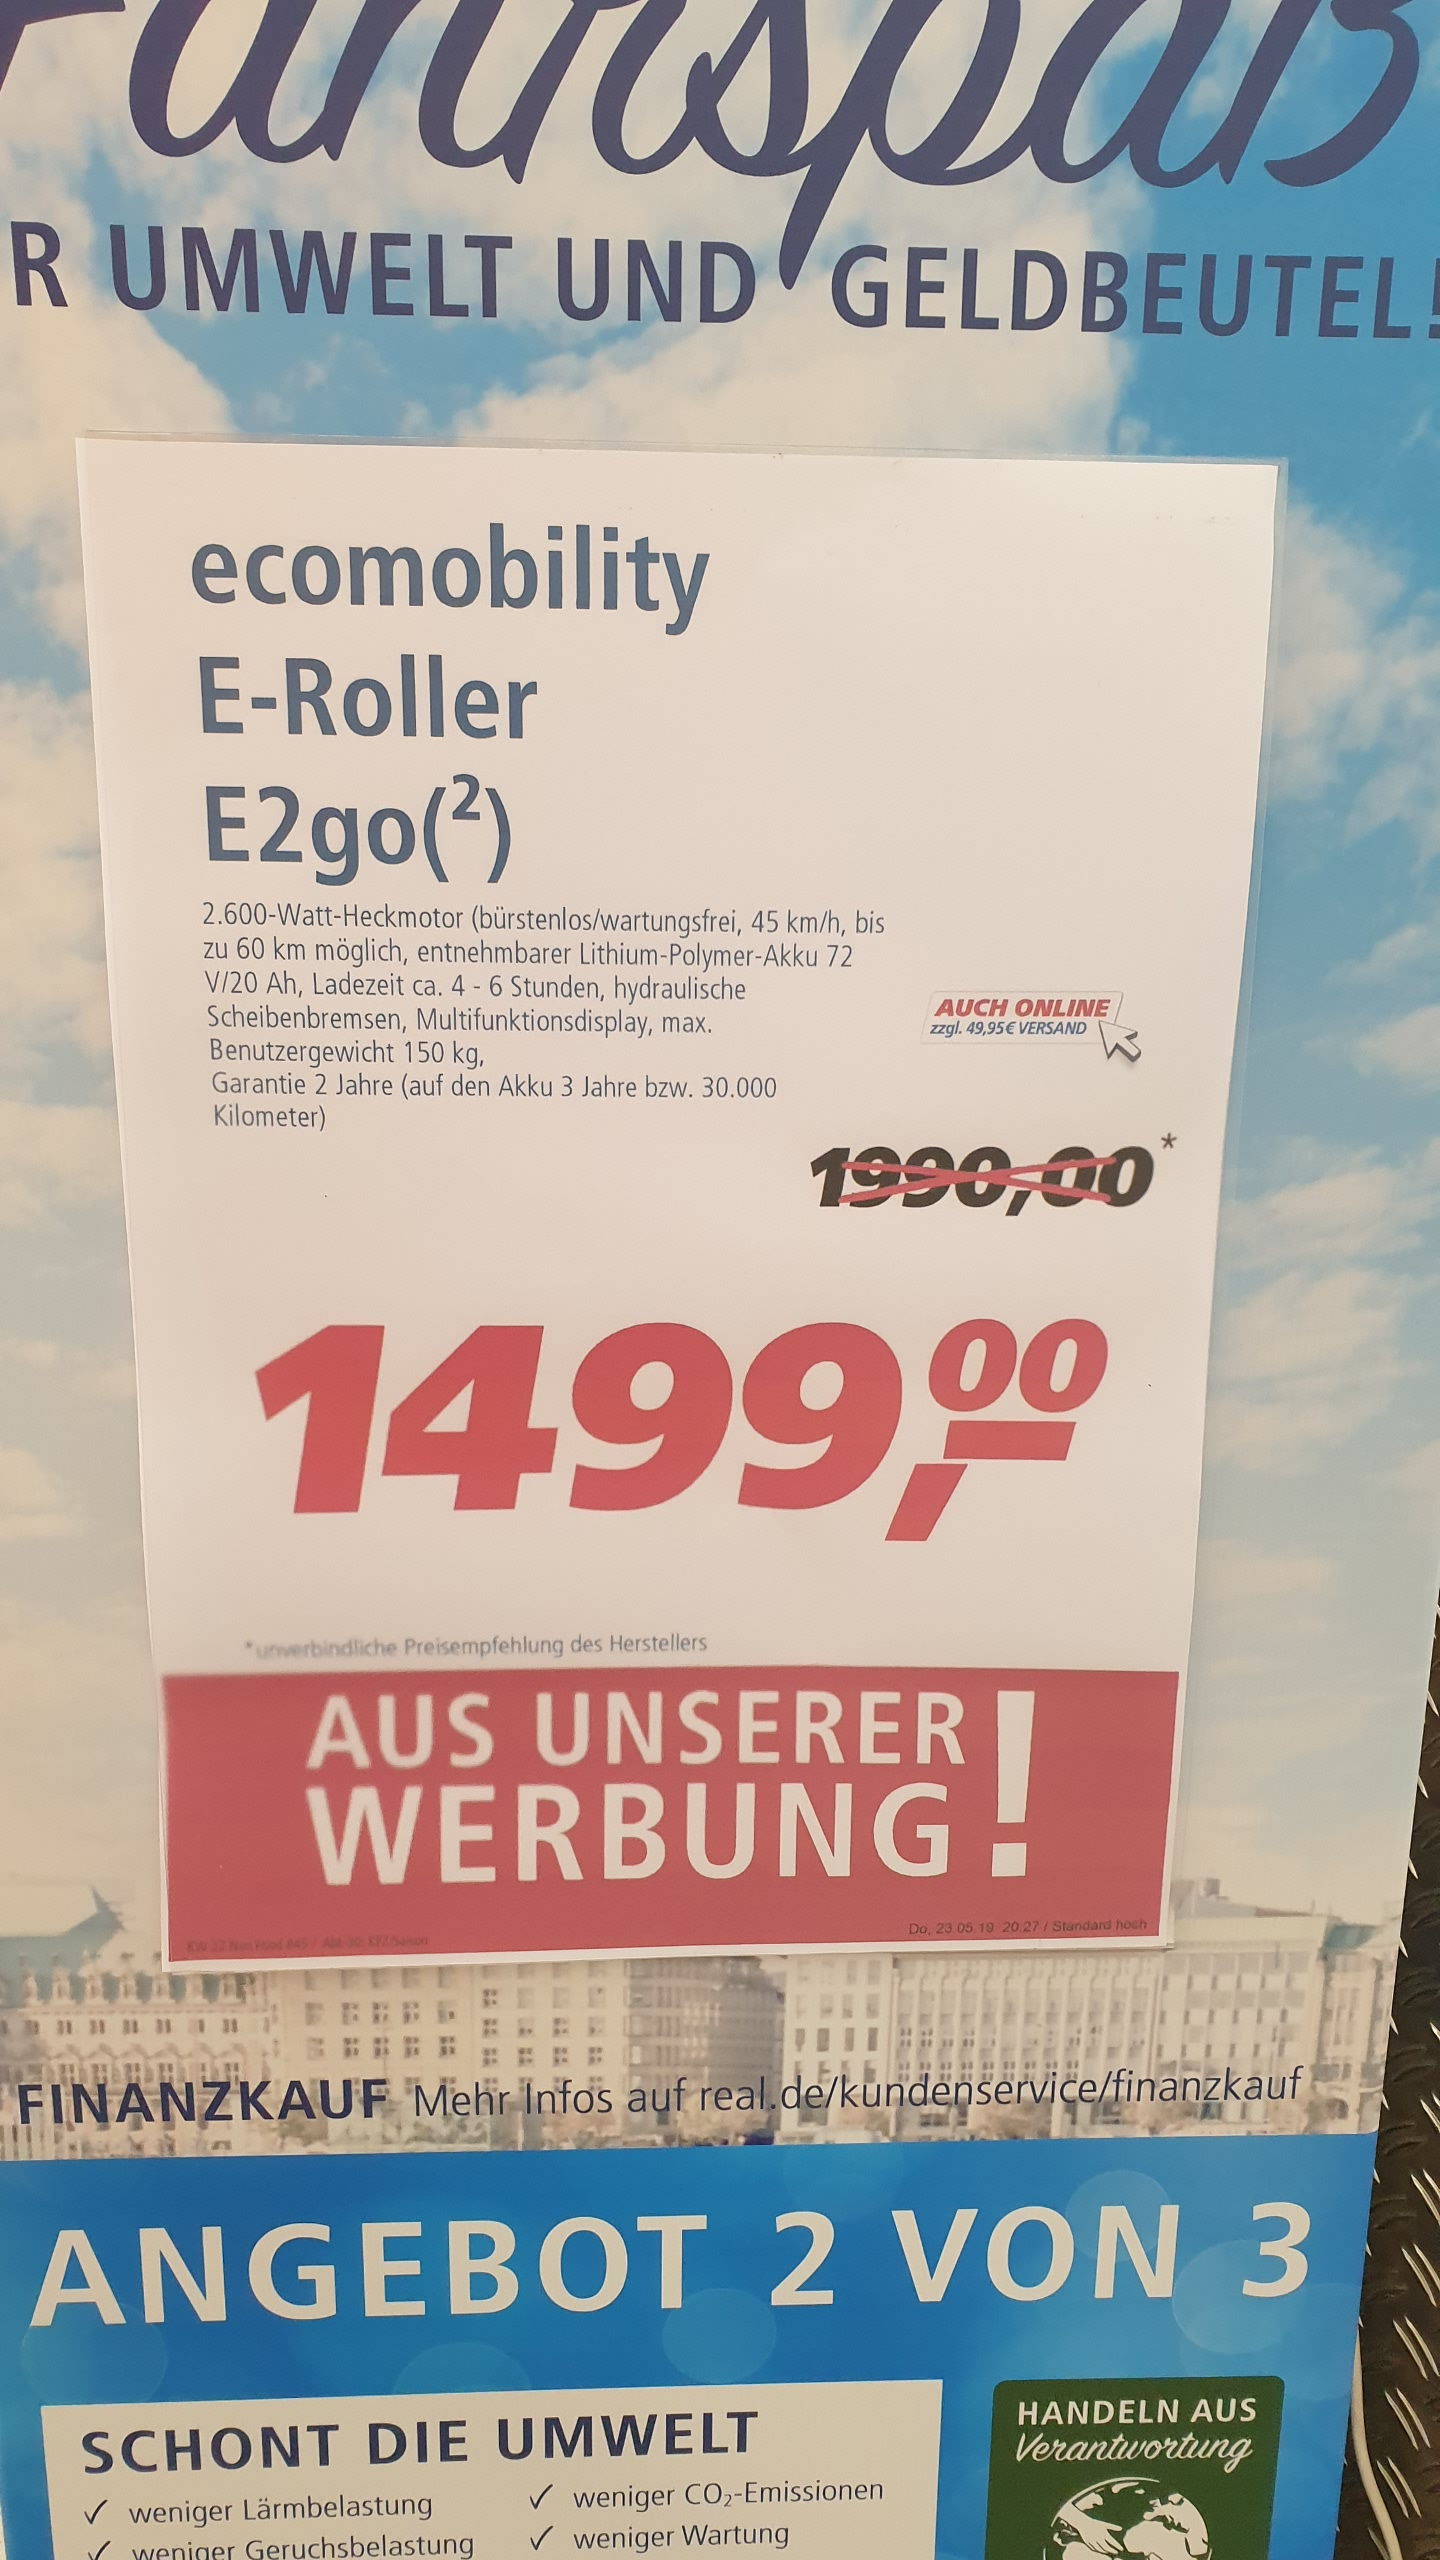 Fahrspaß
R UMWELT UND GELDBEUTEL!
ecomobility
E-Roller
E2go(²)
2.600-Watt-Heckmotor (bürstenlos/wartungsfrei, 45 km/h, bis
zu 60 km möglich, entnehmbarer Lithium-Polymer-Akku 72
V/20 Ah, Ladezeit ca. 4 - 6 Stunden, hydraulische
Scheibenbremsen, Multifunktionsdisplay, max.
Benutzergewicht 150 kg,
Garantie 2 Jahre (auf den Akku 3 Jahre bzw. 30.000
Kilometer)
AUCH ONLINE
zzgl. 49,95€ VERSAND
1990,00*
1499,00
*unverbindliche Preisempfehlung des Herstellers
AUS UNSERER
WERBUNG!
Do, 23.05.19 20:27 / Standard hoch
FINANZKAUF Mehr Infos auf real.de/kundenservice/finanzkauf
ANGEBOT 2 VON 3
SCHONT DIE UMWELT
✓ weniger Lärmbelastung
✓ weniger Geruchsbelastung
✓ weniger CO₂-Emissionen
✓ weniger Wartung
HANDELN AUS
Verantwortung